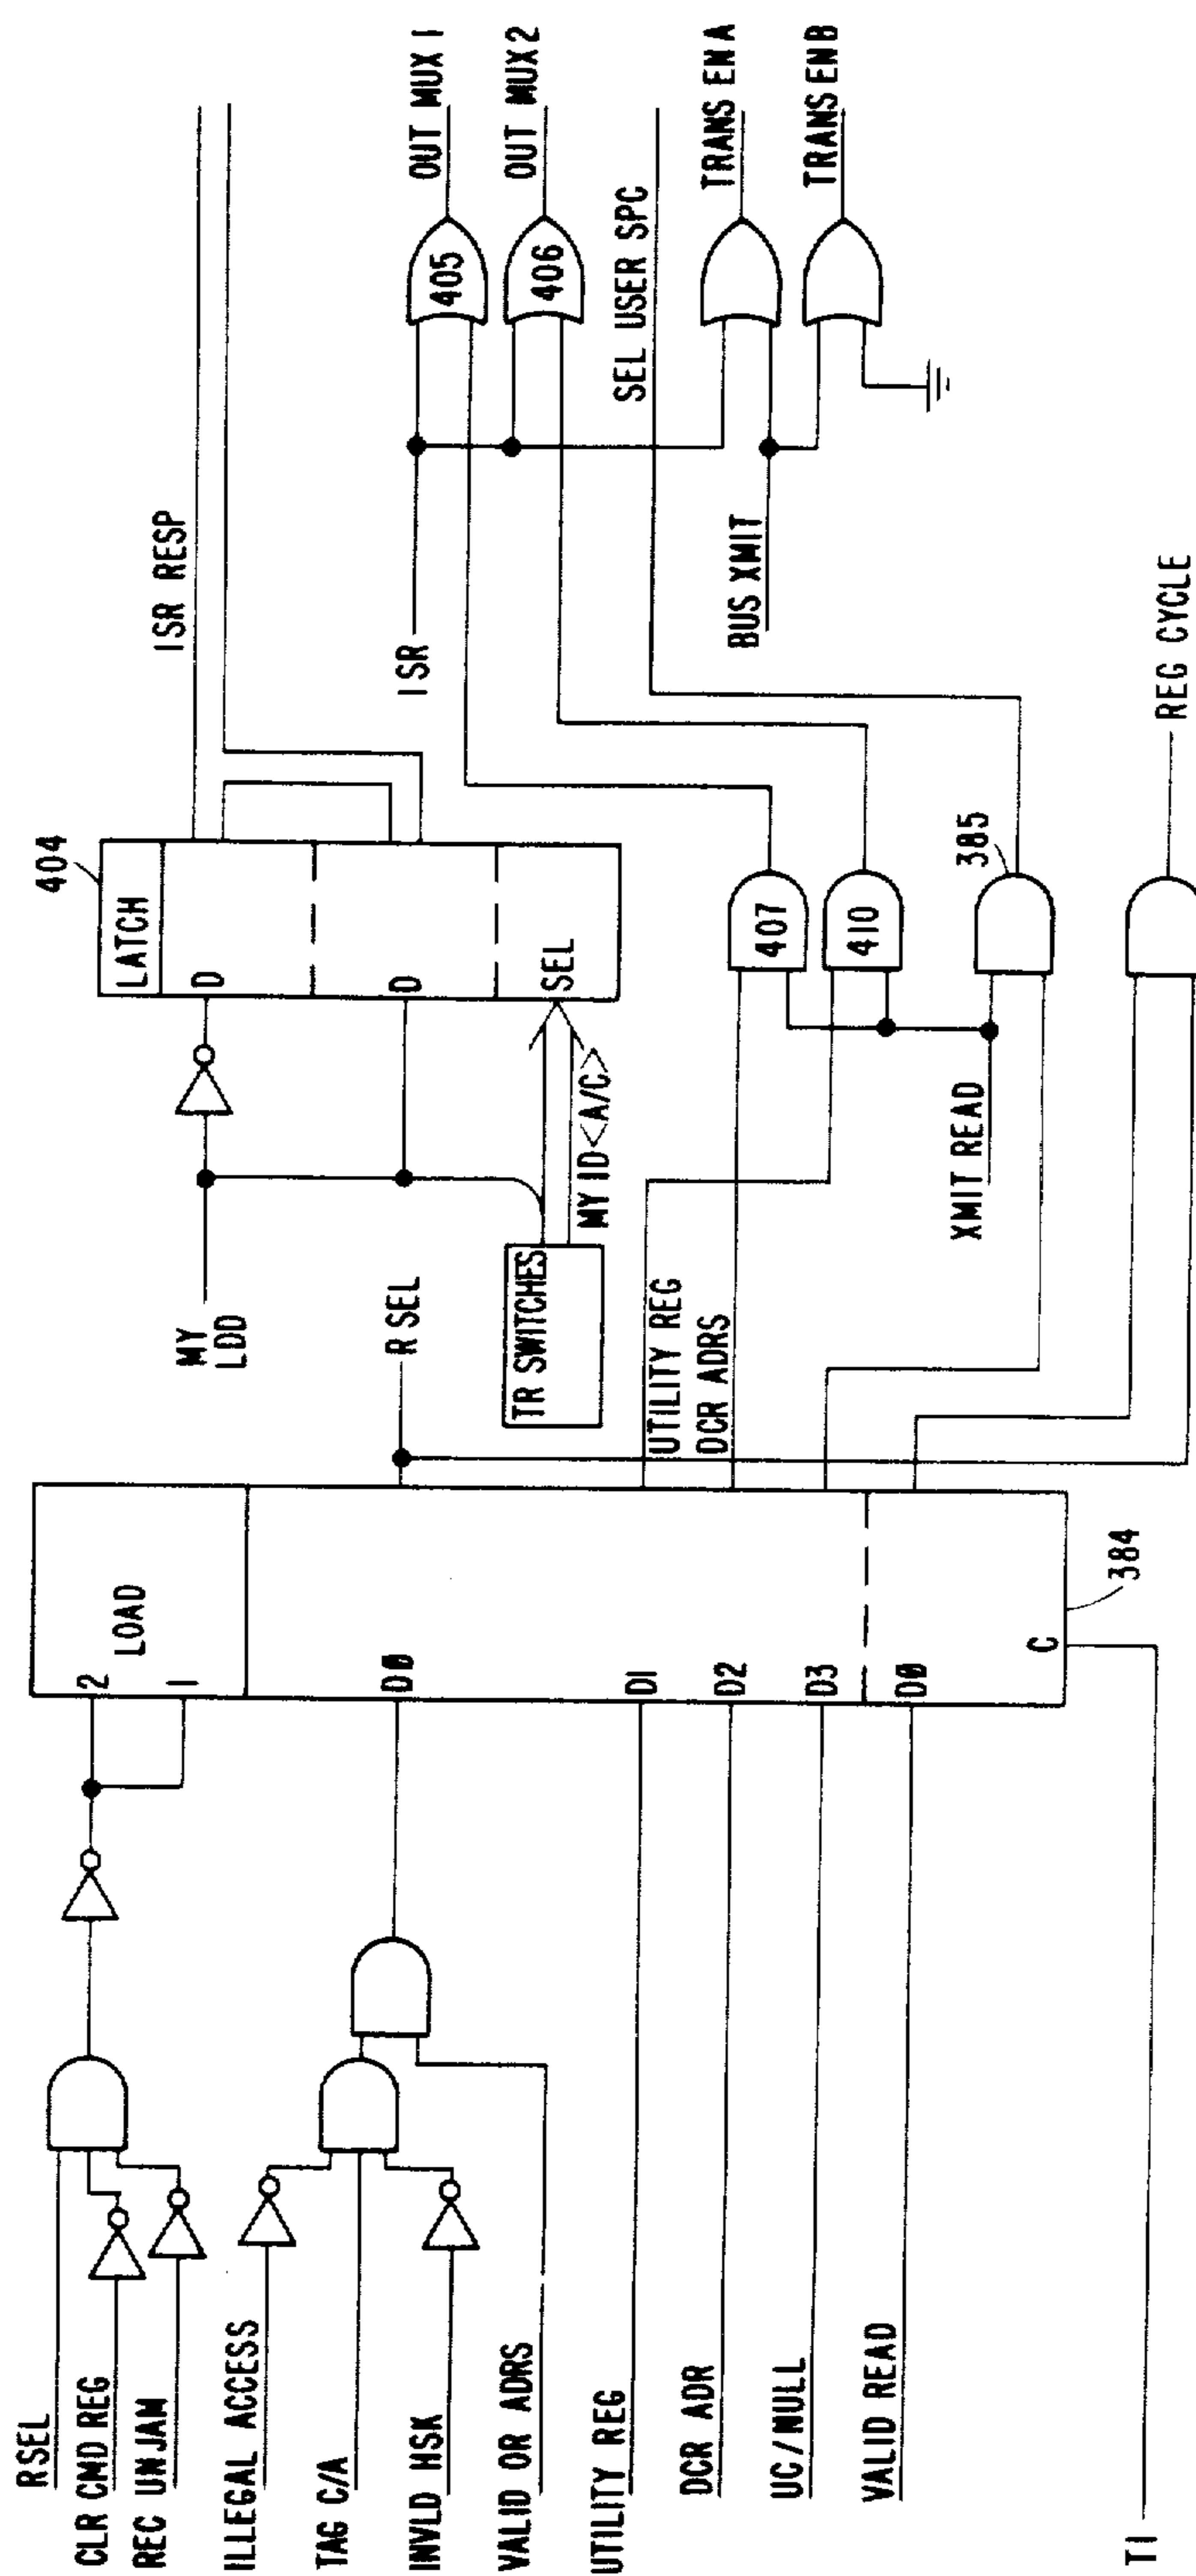 RSEL
CLR CMD REG
REC UNJAM
ILLEGAL ACCESS
TAG C/A
INVLD HSK
VALID OR ADRS
UTILITY REG
DCR ADR
UC/NULL
VALID READ
T1
2
LOAD
1
D0
D1
D2
D3
D0
C
384
R SEL
UTILITY REG
DCR ADRS
MY
LDD
TR SWITCHES
MY ID<A/C>
404
LATCH
D
D
SEL
ISR RESP
ISR
407
410
385
XMIT READ
BUS XMIT
405
406
OUT MUX 1
OUT MUX 2
SEL USER SPC
TRANS EN A
TRANS EN B
REG CYCLE